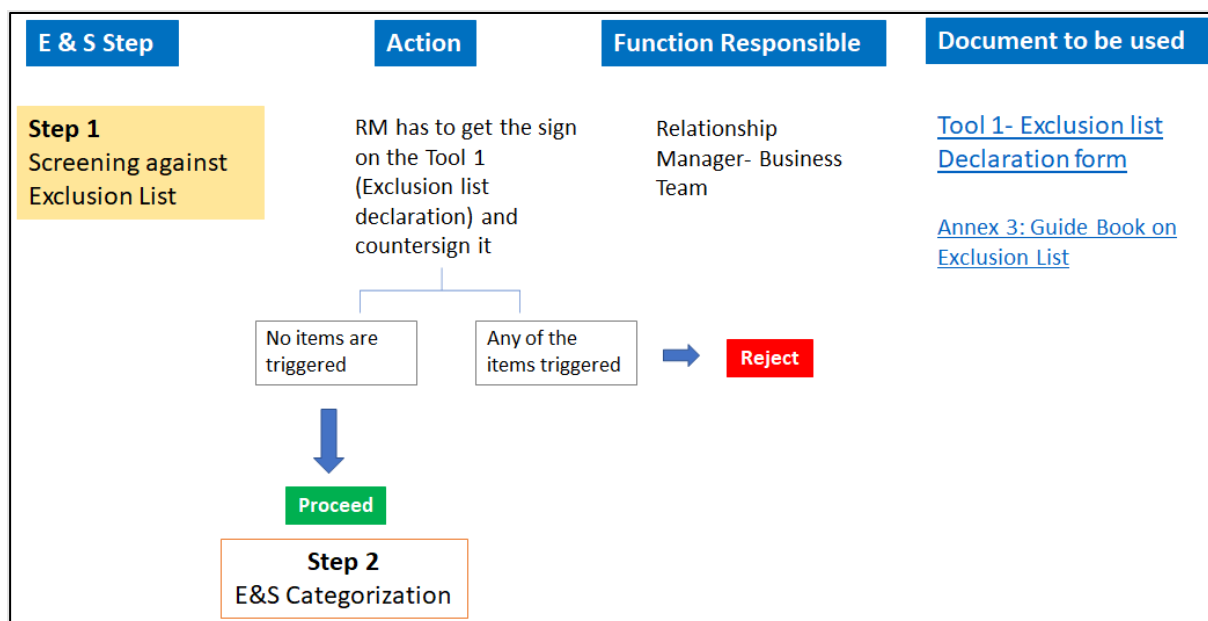 E & S Step
Action
Function Responsible
Document to be used
Step 1
Screening against
Exclusion List
RM has to get the sign
on the Tool 1
(Exclusion list
declaration) and
countersign it
Relationship
Manager- Business
Team
Tool 1- Exclusion list
Declaration form
Annex 3: Guide Book on
Exclusion List
No items are
triggered
Any of the
items triggered
Reject
Proceed
Step 2
E&S Categorization